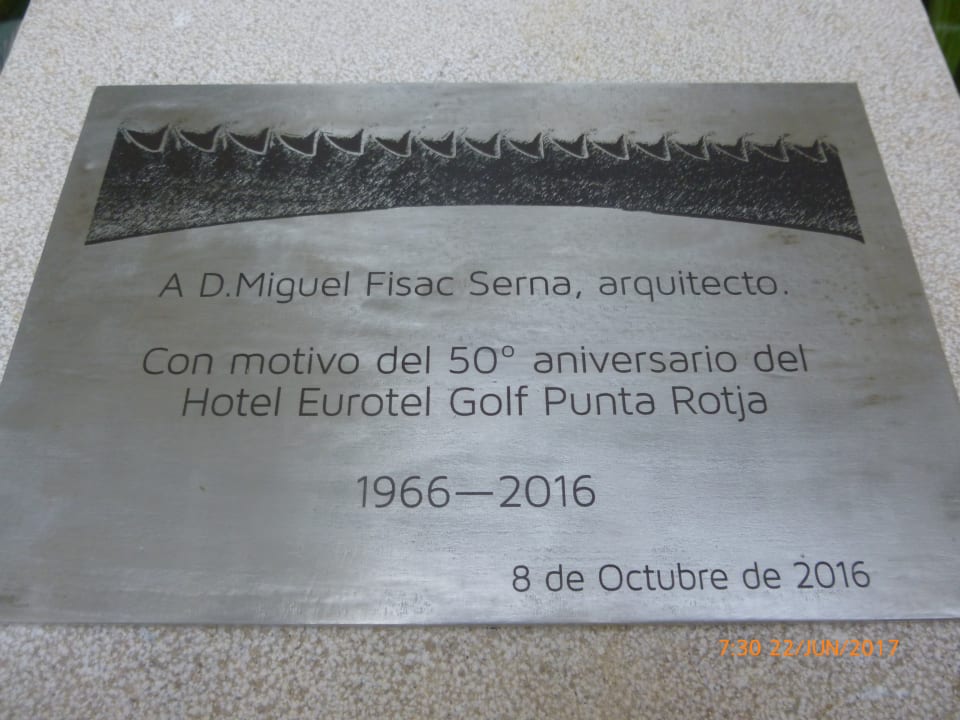 A D.Miguel Fisac Serna, arquitecto.
Con motivo del 50º aniversario del
Hotel Eurotel Golf Punta Rotja
1966—2016
8 de Octubre de 2016
7:30 22/JUN/2017